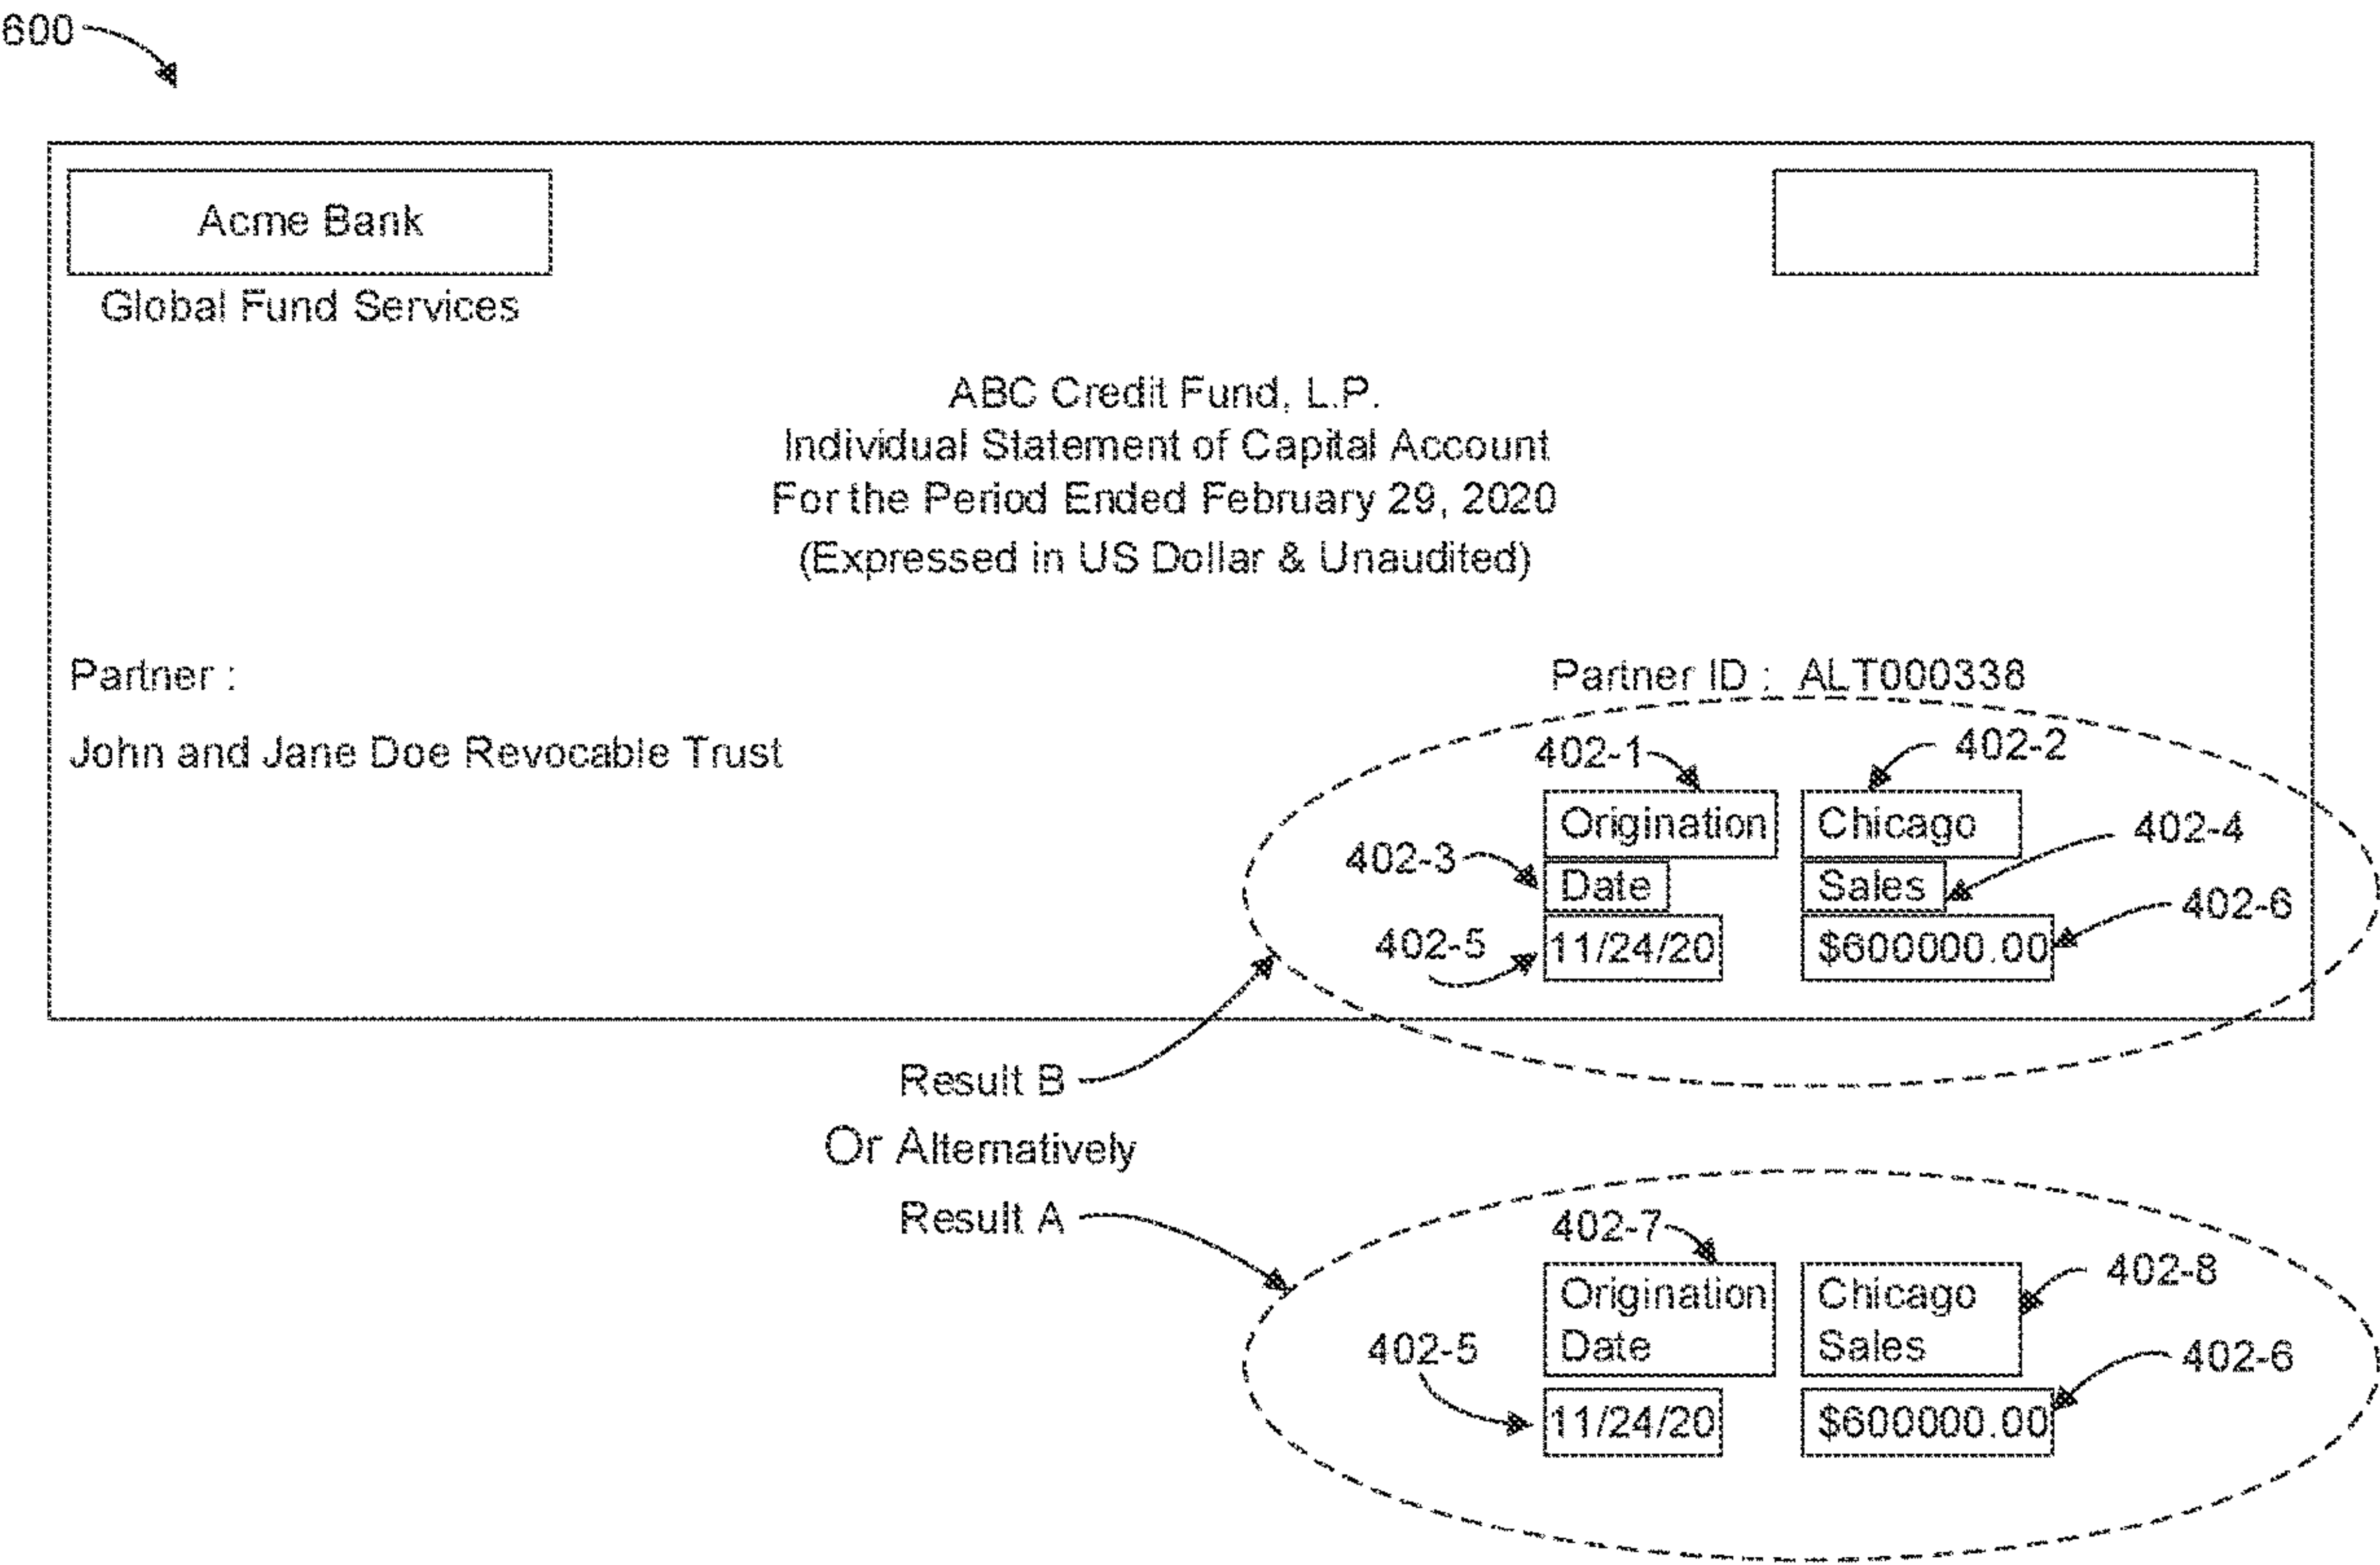 600
Acme Bank
Global Fund Services
ABC Credit Fund, L.P.
Individual Statement of Capital Account
For the Period Ended February 29, 2020
(Expressed in US Dollar & Unaudited)
Partner :
Partner ID : ALT000338
John and Jane Doe Revocable Trust
402-1
402-2
Origination
Chicago
402-3
402-4
Date
Sales
402-5
402-6
11/24/20
$600000.00
Result B
Or Alternatively
Result A
402-7
402-8
Origination
Date
Chicago
Sales
402-5
402-6
11/24/20
$600000.00